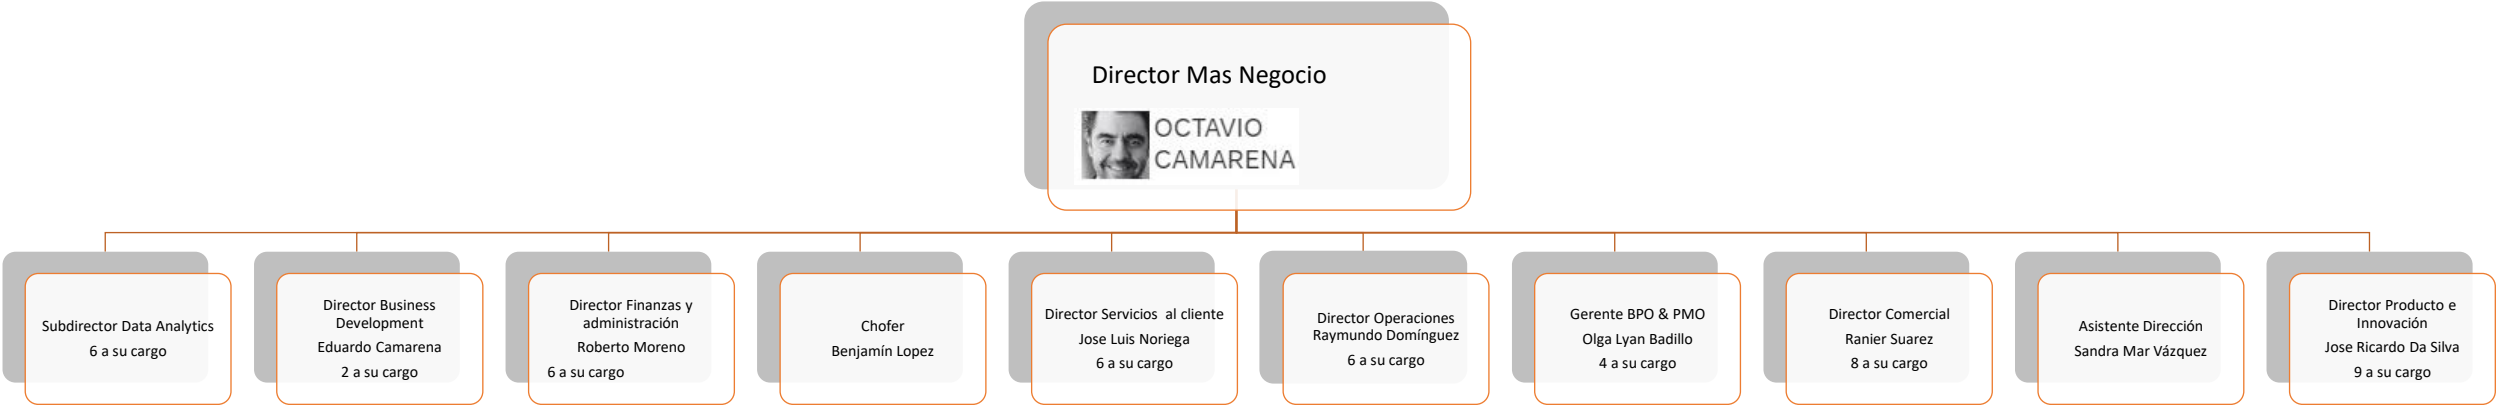 Director Mas Negocio
OCTAVIO
CAMARENA
Subdirector Data Analytics
6 a su cargo
Director Business
Development
Eduardo Camarena
2 a su cargo
Director Finanzas y
administración
Roberto Moreno
6 a su cargo
Chofer
Benjamín Lopez
Director Servicios  al cliente
Jose Luis Noriega
6 a su cargo
Director Operaciones
Raymundo Domínguez
6 a su cargo
Gerente BPO & PMO
Olga Lyan Badillo
4 a su cargo
Director Comercial
Ranier Suarez
8 a su cargo
Asistente Dirección
Sandra Mar Vázquez
Director Producto e
Innovación
Jose Ricardo Da Silva
9 a su cargo